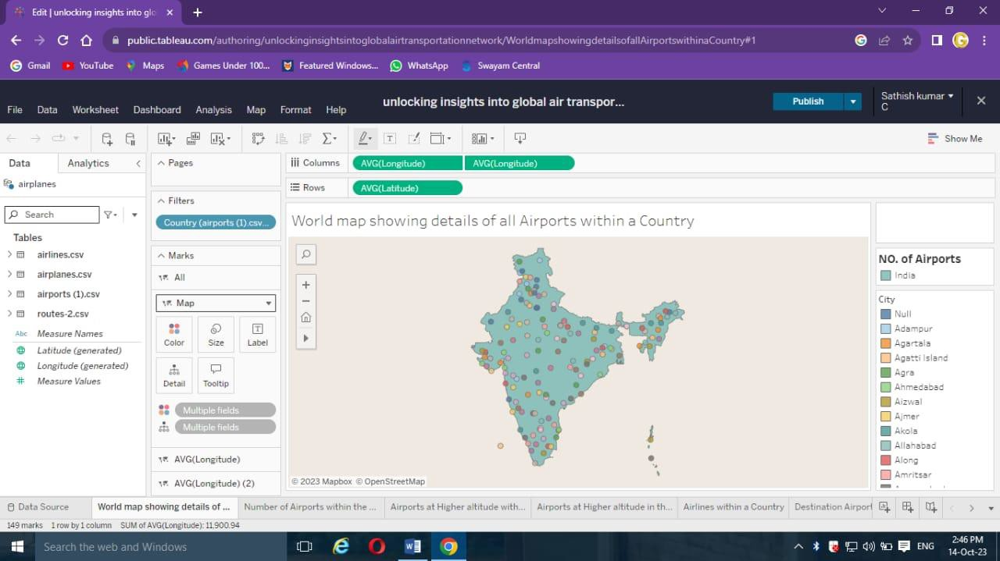 Edit | unlocking insights into glo
public.tableau.com/authoring/unlockinginsightsintoglobalairtransportationnetwork/WorldmapshowingdetailsofallAirportswithinaCountry#1
Gmail YouTube Maps Games Under 100... Featured Windows... WhatsApp Swayam Central
unlocking insights into global air transpor...
File Data Worksheet Dashboard Analysis Map Format Help
Publish
Sathish kumar
C
Show Me
Data Analytics
airplanes
Search
Tables
airlines.csv
airplanes.csv
airports (1).csv
routes-2.csv
Abc Measure Names
Latitude (generated)
Longitude (generated)
Measure Values
Pages
Filters
Country (airports (1).csv...
Marks
All
Map
Color Size Label
Detail Tooltip
Multiple fields
Multiple fields
AVG(Longitude)
AVG(Longitude) (2)
Columns AVG(Longitude) AVG(Longitude)
Rows AVG(Latitude)
World map showing details of all Airports within a Country
© 2023 Mapbox © OpenStreetMap
NO. of Airports
India
City
Null
Adampur
Agartala
Agatti Island
Agra
Ahmedabad
Aizwal
Ajmer
Akola
Allahabad
Along
Amritsar
Data Source World map showing details of ... Number of Airports within the ... Airports at Higher altitude with... Airports at Higher altitude in th... Airlines within a Country Destination Airport
149 marks 1 row by 1 column SUM of AVG(Longitude): 11,900.94
Search the web and Windows
ENG
2:46 PM
14-Oct-23